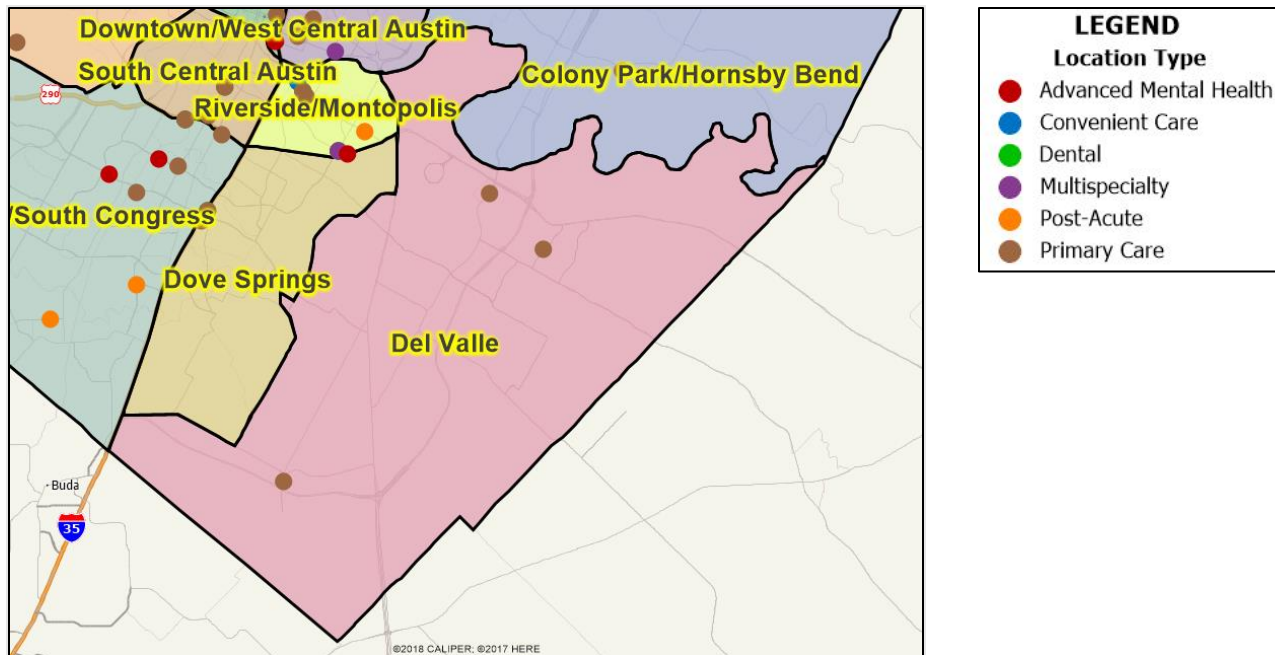 Downtown/West Central Austin
South Central Austin
Colony Park/Hornsby Bend
290
Riverside/Montopolis
/South Congress
Dove Springs
Del Valle
Buda
35
©2018 CALIPER; ©2017 HERE
LEGEND
Location Type
Advanced Mental Health
Convenient Care
Dental
Multispecialty
Post-Acute
Primary Care